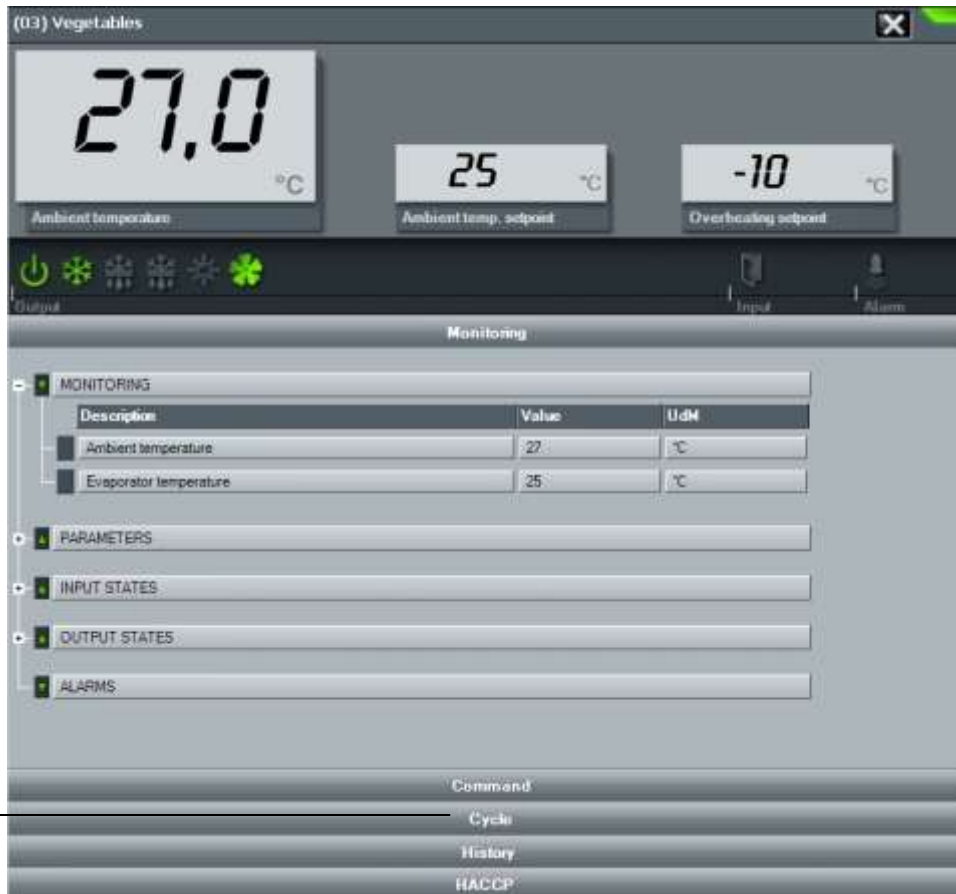 (03) Vegetables
27,0
°C
Ambient temperature
25
°C
Ambient temp. setpoint
-10
°C
Overheating setpoint
Output
Input
Alarm
Monitoring
MONITORING
Description Value UdM
Ambient temperature 27 °C
Evaporator temperature 25 °C
PARAMETERS
INPUT STATES
OUTPUT STATES
ALARMS
Command
Cycle
History
HACCP